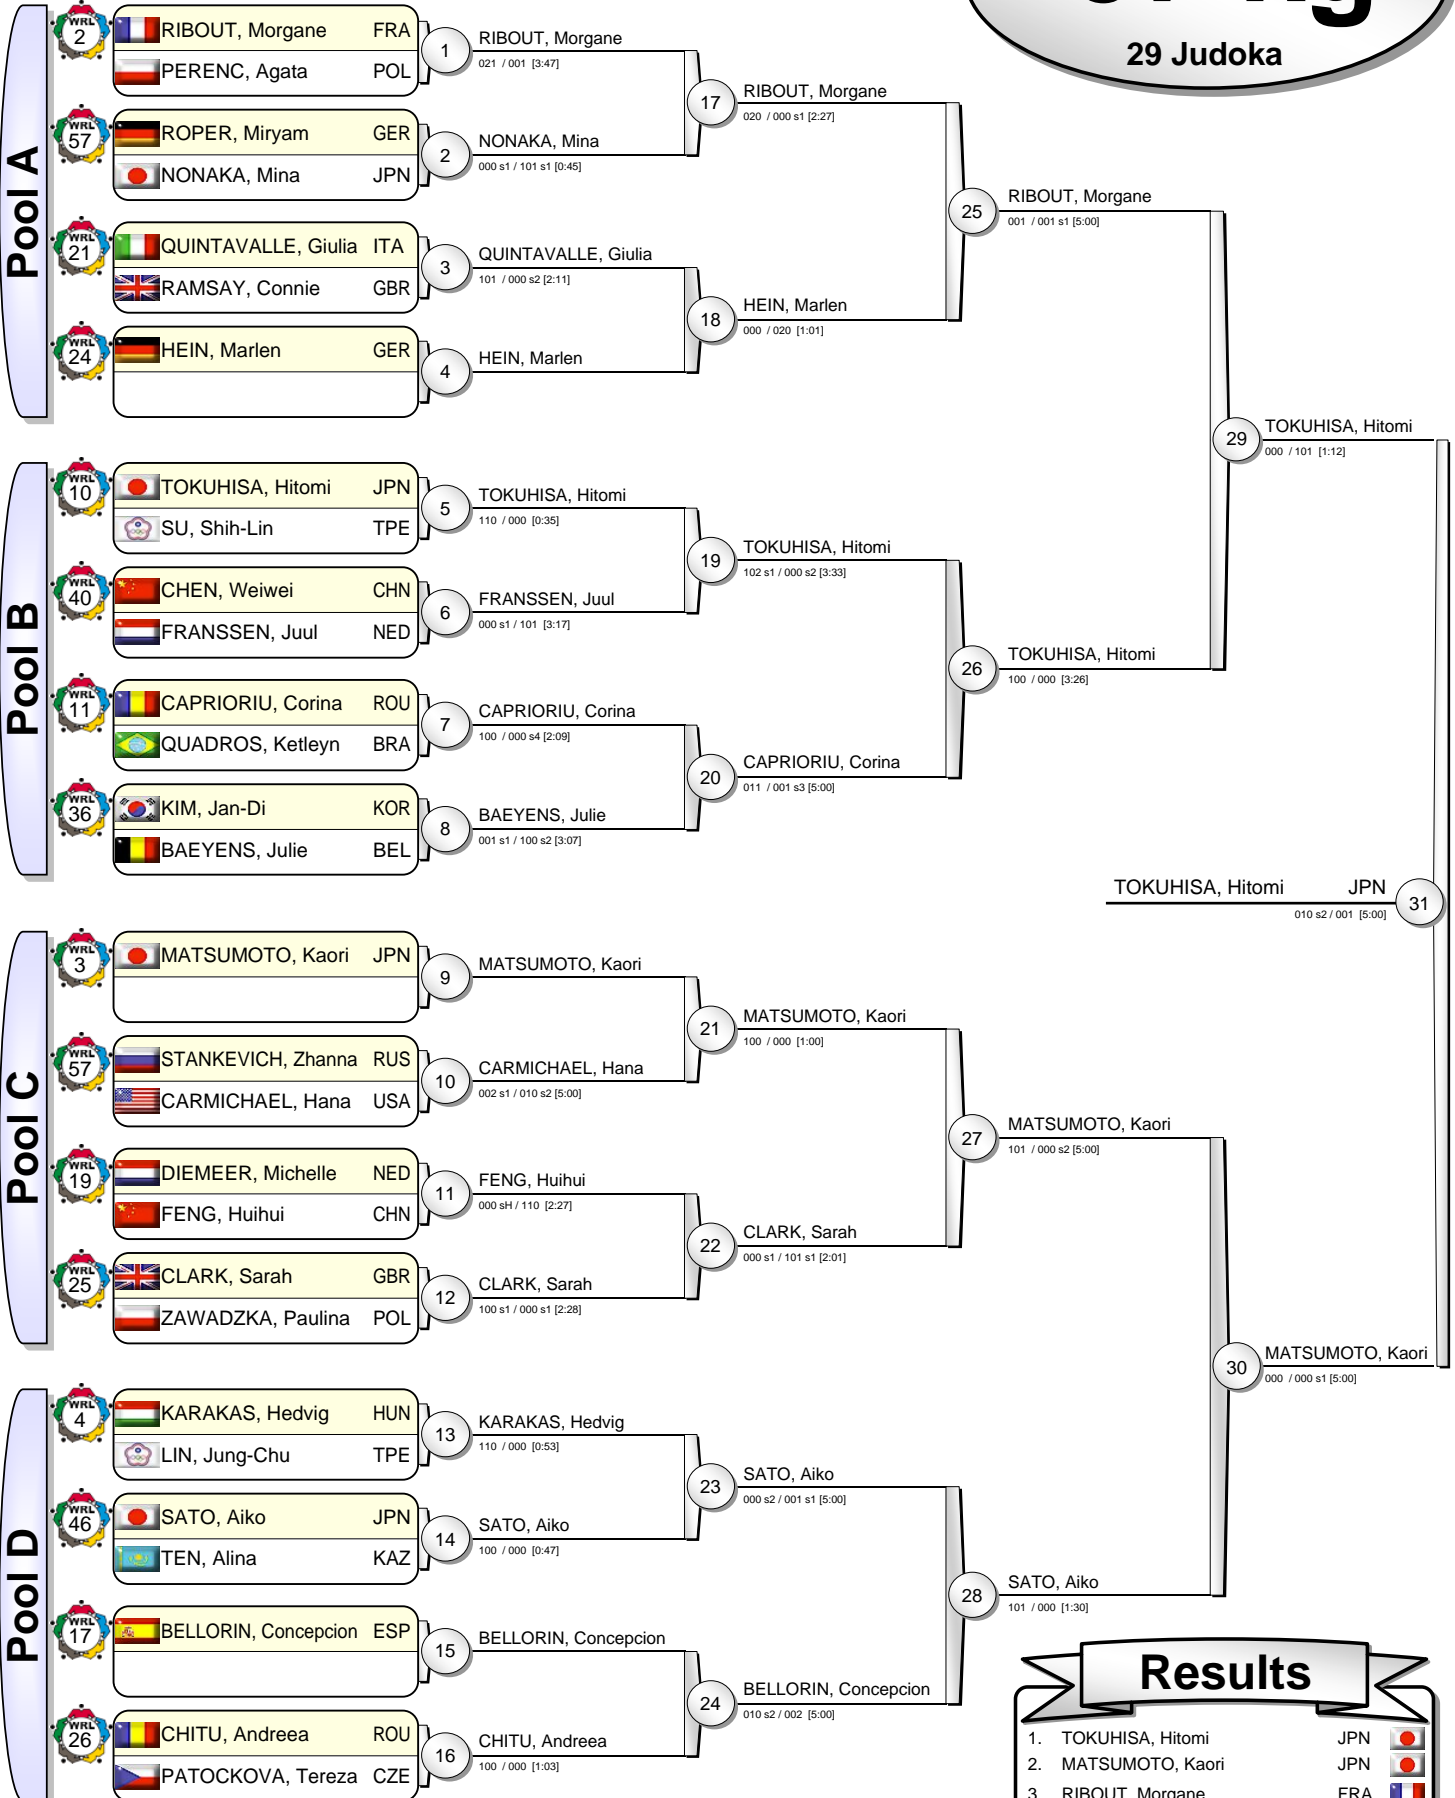 29 Judoka
Pool A
WRL 2
RIBOUT, Morgane FRA
PERENC, Agata POL
1
RIBOUT, Morgane
021 / 001 [3:47]
WRL 57
ROPER, Miryam GER
NONAKA, Mina JPN
2
NONAKA, Mina
000 s1 / 101 s1 [0:45]
17
RIBOUT, Morgane
020 / 000 s1 [2:27]
WRL 21
QUINTAVALLE, Giulia ITA
RAMSAY, Connie GBR
3
QUINTAVALLE, Giulia
101 / 000 s2 [2:11]
WRL 24
HEIN, Marlen GER
4
HEIN, Marlen
18
HEIN, Marlen
000 / 020 [1:01]
25
RIBOUT, Morgane
001 / 001 s1 [5:00]
Pool B
WRL 10
TOKUHISA, Hitomi JPN
SU, Shih-Lin TPE
5
TOKUHISA, Hitomi
110 / 000 [0:35]
WRL 40
CHEN, Weiwei CHN
FRANSSEN, Juul NED
6
FRANSSEN, Juul
000 s1 / 101 [3:17]
19
TOKUHISA, Hitomi
102 s1 / 000 s2 [3:33]
WRL 11
CAPRIORIU, Corina ROU
QUADROS, Ketleyn BRA
7
CAPRIORIU, Corina
100 / 000 s4 [2:09]
WRL 36
KIM, Jan-Di KOR
BAEYENS, Julie BEL
8
BAEYENS, Julie
001 s1 / 100 s2 [3:07]
20
CAPRIORIU, Corina
011 / 001 s3 [5:00]
26
TOKUHISA, Hitomi
100 / 000 [3:26]
29
TOKUHISA, Hitomi
000 / 101 [1:12]
TOKUHISA, Hitomi JPN
31
010 s2 / 001 [5:00]
Pool C
WRL 3
MATSUMOTO, Kaori JPN
9
MATSUMOTO, Kaori
WRL 57
STANKEVICH, Zhanna RUS
CARMICHAEL, Hana USA
10
CARMICHAEL, Hana
002 s1 / 010 s2 [5:00]
21
MATSUMOTO, Kaori
100 / 000 [1:00]
WRL 19
DIEMEER, Michelle NED
FENG, Huihui CHN
11
FENG, Huihui
000 sH / 110 [2:27]
WRL 25
CLARK, Sarah GBR
ZAWADZKA, Paulina POL
12
CLARK, Sarah
100 s1 / 000 s1 [2:28]
22
CLARK, Sarah
000 s1 / 101 s1 [2:01]
27
MATSUMOTO, Kaori
101 / 000 s2 [5:00]
Pool D
WRL 4
KARAKAS, Hedvig HUN
LIN, Jung-Chu TPE
13
KARAKAS, Hedvig
110 / 000 [0:53]
WRL 46
SATO, Aiko JPN
TEN, Alina KAZ
14
SATO, Aiko
100 / 000 [0:47]
23
SATO, Aiko
000 s2 / 001 s1 [5:00]
WRL 17
BELLORIN, Concepcion ESP
15
BELLORIN, Concepcion
WRL 26
CHITU, Andreea ROU
PATOCKOVA, Tereza CZE
16
CHITU, Andreea
100 / 000 [1:03]
24
BELLORIN, Concepcion
010 s2 / 002 [5:00]
28
SATO, Aiko
101 / 000 [1:30]
30
MATSUMOTO, Kaori
000 / 000 s1 [5:00]
Results
1. TOKUHISA, Hitomi JPN
2. MATSUMOTO, Kaori JPN
3. RIBOUT, Morgane FRA